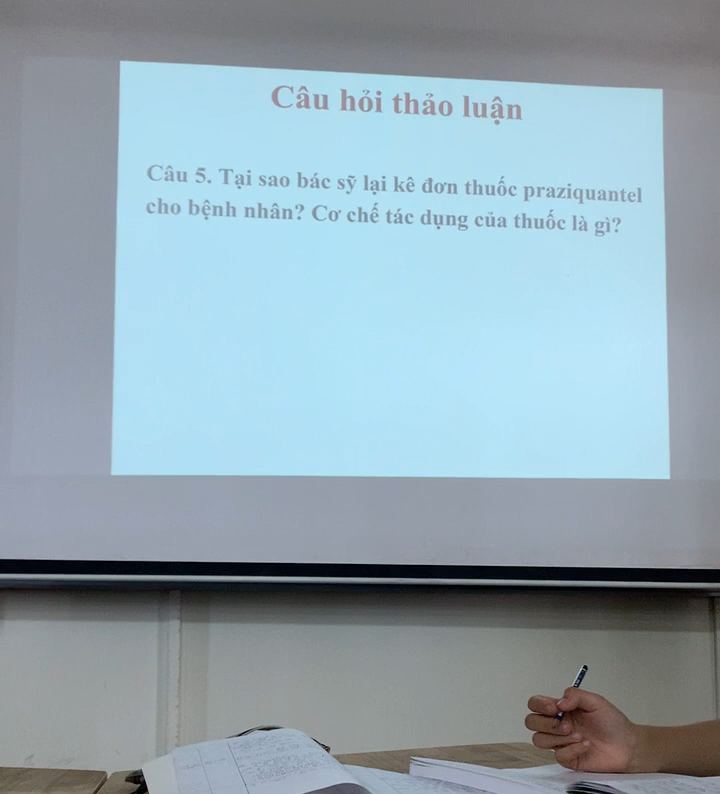 Câu hỏi thảo luận
Câu 5. Tại sao bác sỹ lại kê đơn thuốc praziquantel
cho bệnh nhân? Cơ chế tác dụng của thuốc là gì?